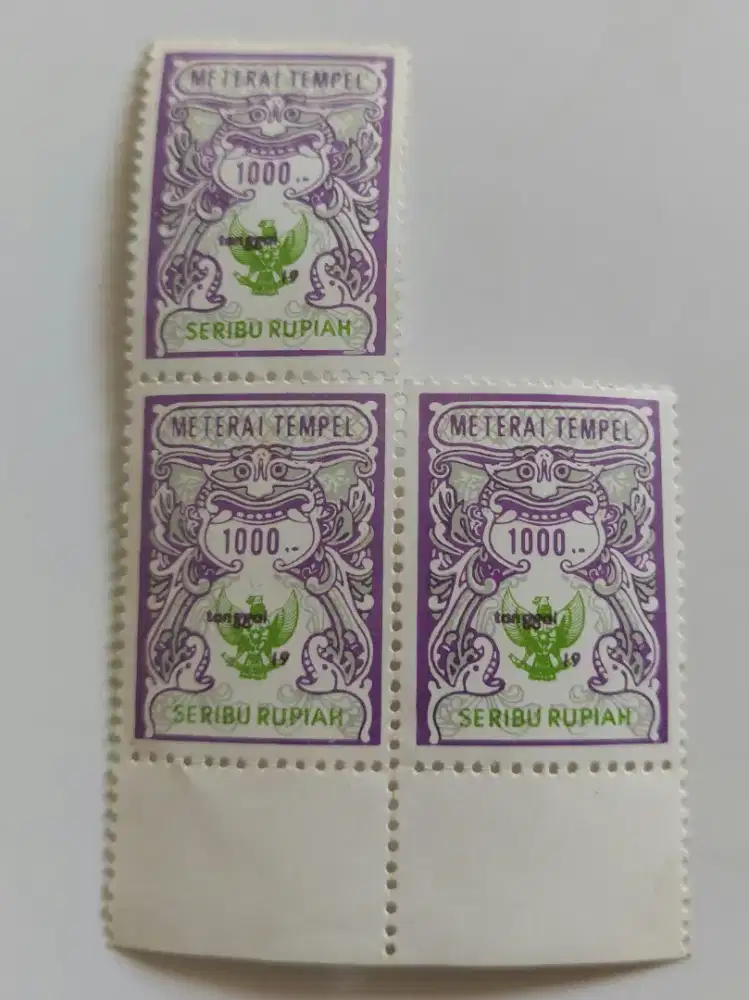 METERAI TEMPEL
1000.-
tanggal
19
SERIBU RUPIAH
METERAI TEMPEL
1000.-
tanggal
19
SERIBU RUPIAH
METERAI TEMPEL
1000.-
tanggal
19
SERIBU RUPIAH